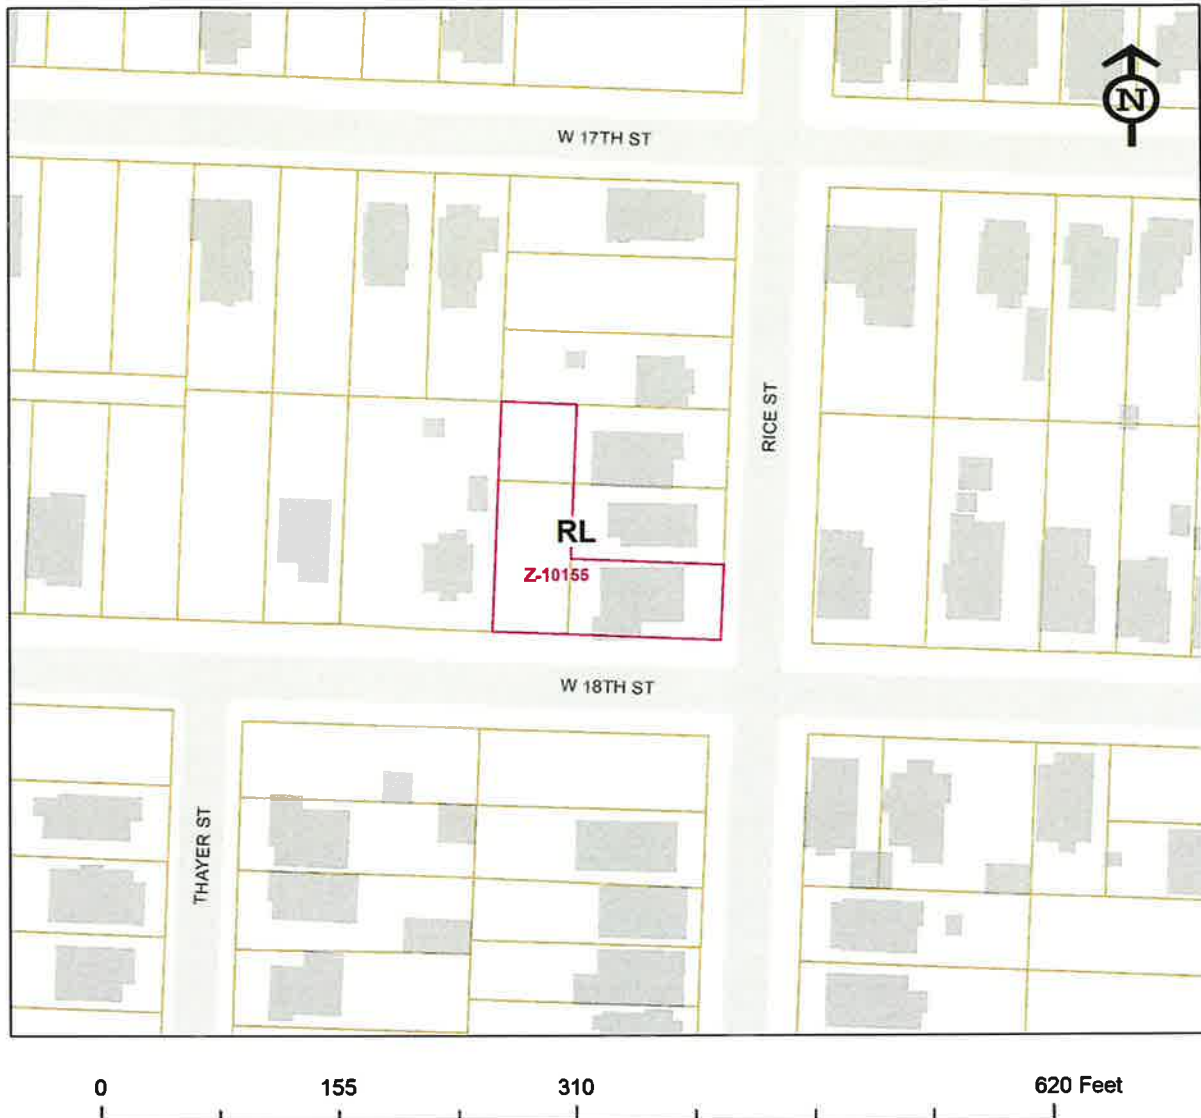 N
W 17TH ST
RICE ST
RL
Z-10155
W 18TH ST
THAYER ST
0 155 310 620 Feet